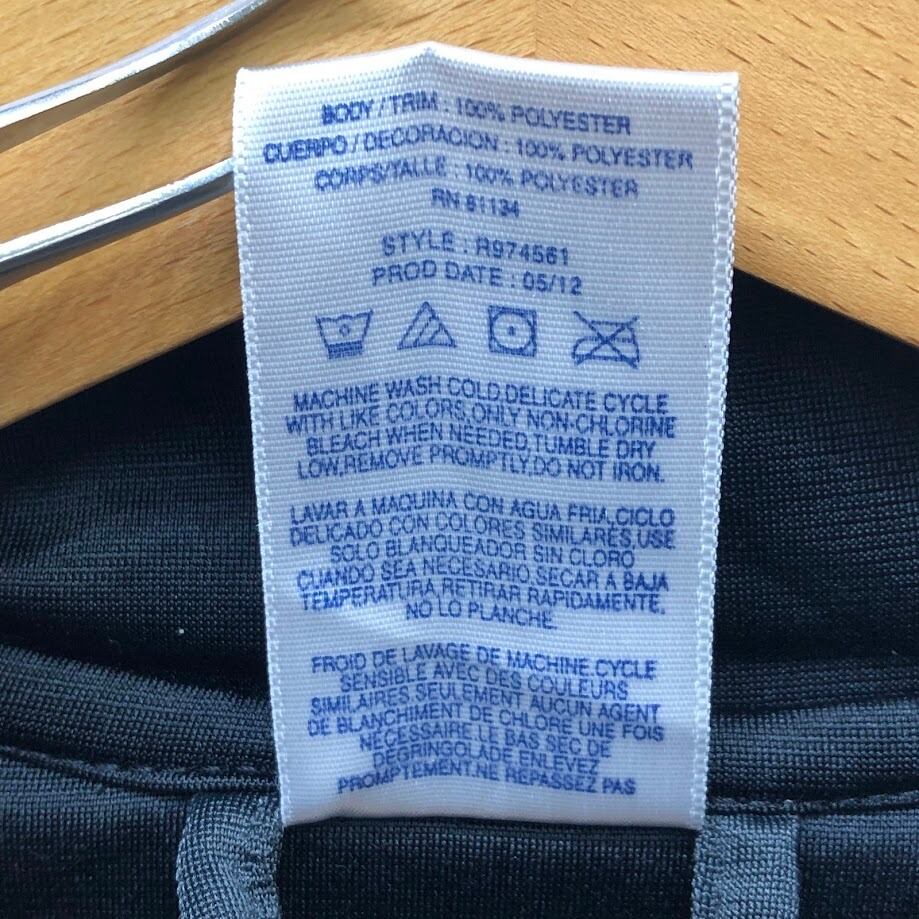 BODY / TRIM : 100% POLYESTER
CUERPO / DECORACION : 100% POLYESTER
CORPS/TALLE : 100% POLYESTER
RN 81134
STYLE : R974561
PROD DATE : 05/12
MACHINE WASH COLD,DELICATE CYCLE
WITH LIKE COLORS,ONLY NON-CHLORINE
BLEACH WHEN NEEDED,TUMBLE DRY
LOW,REMOVE PROMPTLY,DO NOT IRON.
LAVAR A MAQUINA CON AGUA FRIA,CICLO
DELICADO CON COLORES SIMILARES,USE
SOLO BLANQUEADOR SIN CLORO
CUANDO SEA NECESARIO,SECAR A BAJA
TEMPERATURA,RETIRAR RAPIDAMENTE,
NO LO PLANCHE.
FROID DE LAVAGE DE MACHINE,CYCLE
SENSIBLE AVEC DES COULEURS
SIMILAIRES,SEULEMENT AUCUN AGENT
DE BLANCHIMENT DE CHLORE UNE FOIS
NECESSAIRE,LE BAS SEC DE
DEGRINGOLADE ENLEVEZ
PROMPTEMENT.NE REPASSEZ PAS